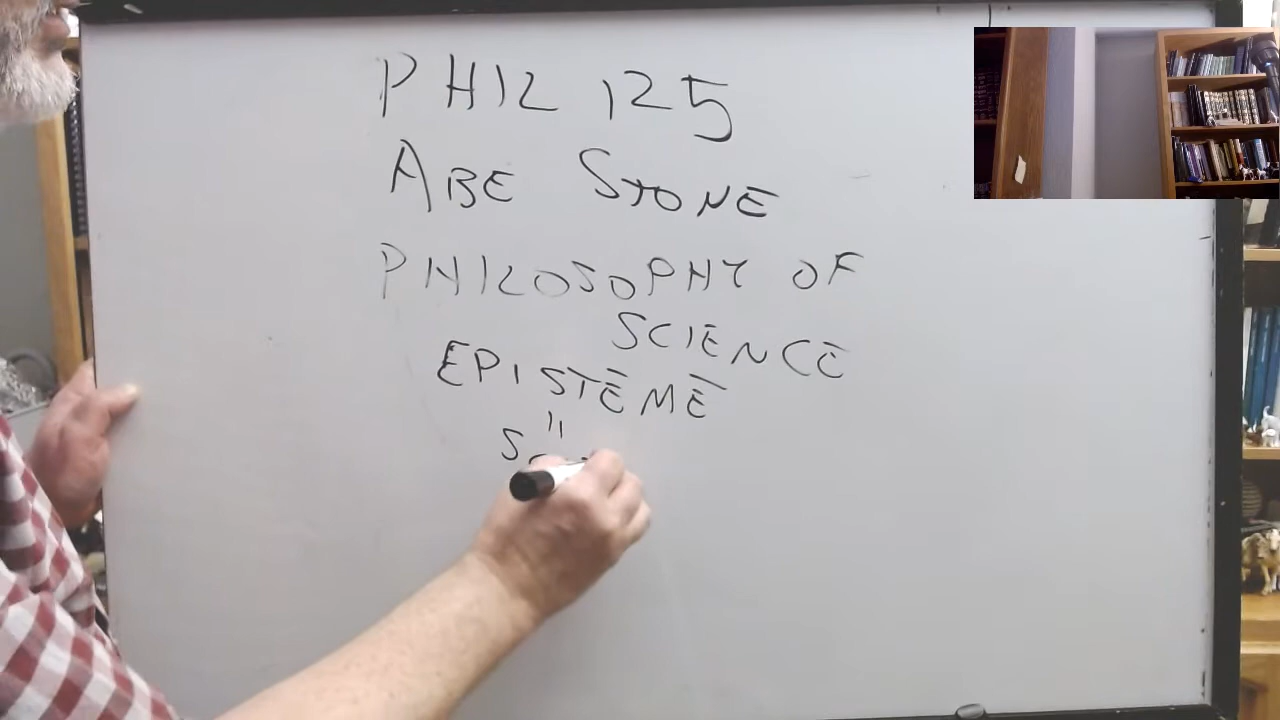 PHIL 125
ABE STONE
PHILOSOPHY OF
SCIENCE
EPISTĒMĒ
"